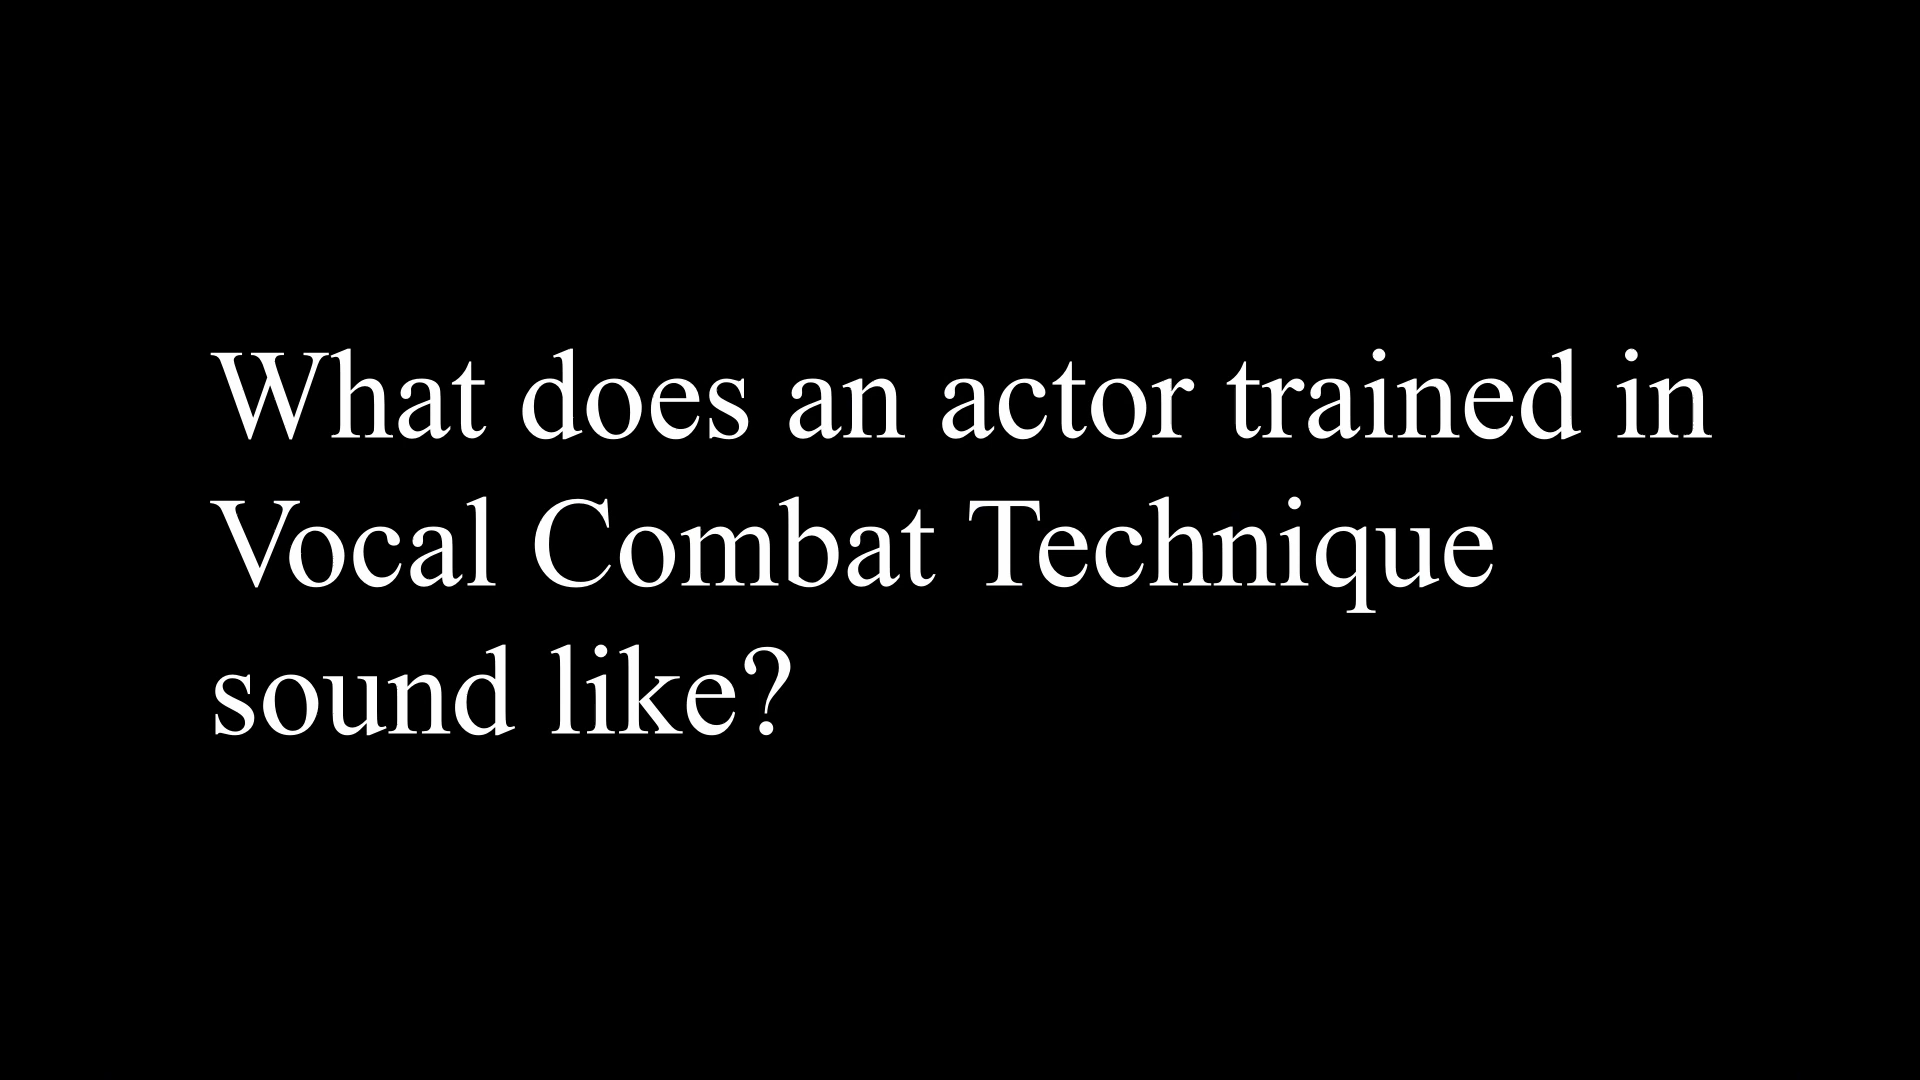 What does an actor trained in
Vocal Combat Technique
sound like?